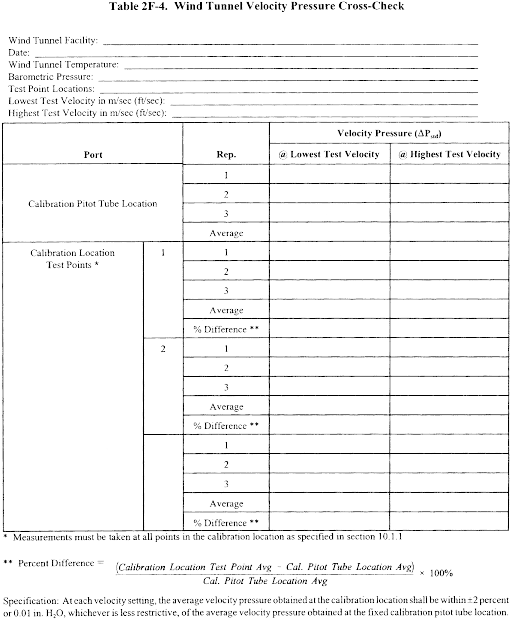 Table 2F-4. Wind Tunnel Velocity Pressure Cross-Check
Wind Tunnel Facility:
Date:
Wind Tunnel Temperature:
Barometric Pressure:
Test Point Locations:
Lowest Test Velocity in m/sec (ft/sec):
Highest Test Velocity in m/sec (ft/sec):
Velocity Pressure (ΔPstd)
Port Rep. @ Lowest Test Velocity @ Highest Test Velocity
Calibration Pitot Tube Location
1
2
3
Average
Calibration Location
Test Points *
1
1
2
3
Average
% Difference **
2
1
2
3
Average
% Difference **
1
2
3
Average
% Difference **
* Measurements must be taken at all points in the calibration location as specified in section 10.1.1
** Percent Difference = (Calibration Location Test Point Avg - Cal. Pitot Tube Location Avg) × 100%
Cal. Pitot Tube Location Avg
Specification: At each velocity setting, the average velocity pressure obtained at the calibration location shall be within ±2 percent
or 0.01 in. H2O, whichever is less restrictive, of the average velocity pressure obtained at the fixed calibration pitot tube location.